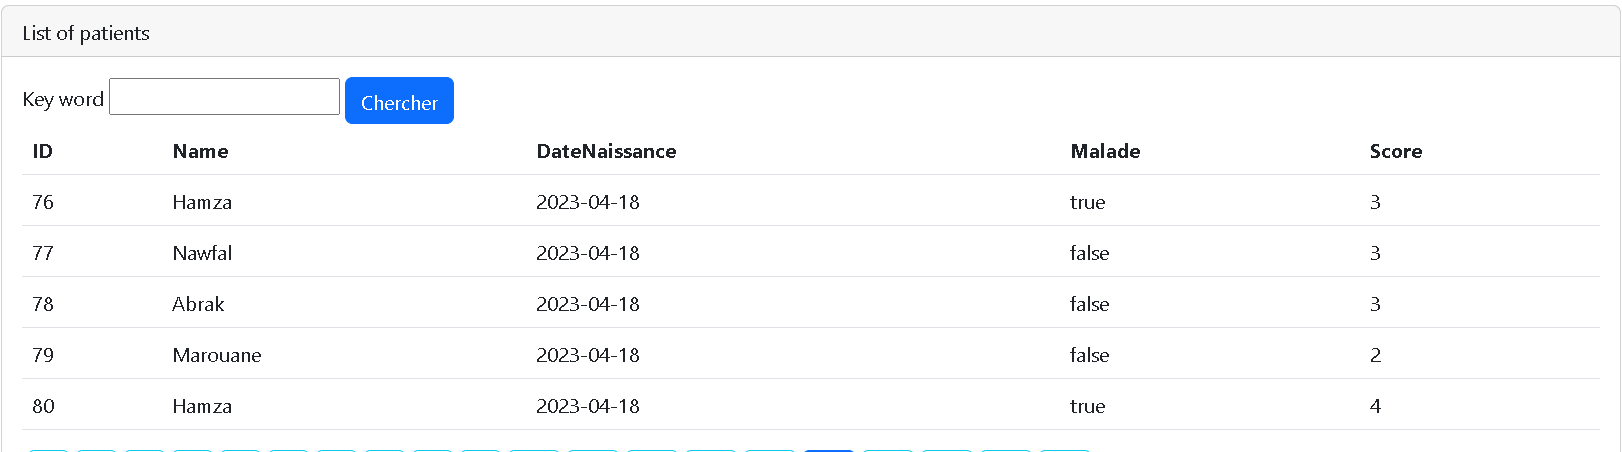 List of patients
Key word Chercher
ID Name DateNaissance Malade Score
76 Hamza 2023-04-18 true 3
77 Nawfal 2023-04-18 false 3
78 Abrak 2023-04-18 false 3
79 Marouane 2023-04-18 false 2
80 Hamza 2023-04-18 true 4